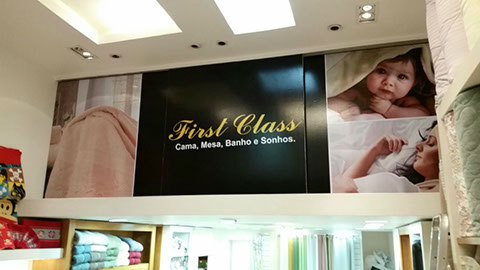 First Class
Cama, Mesa, Banho e Sonhos.